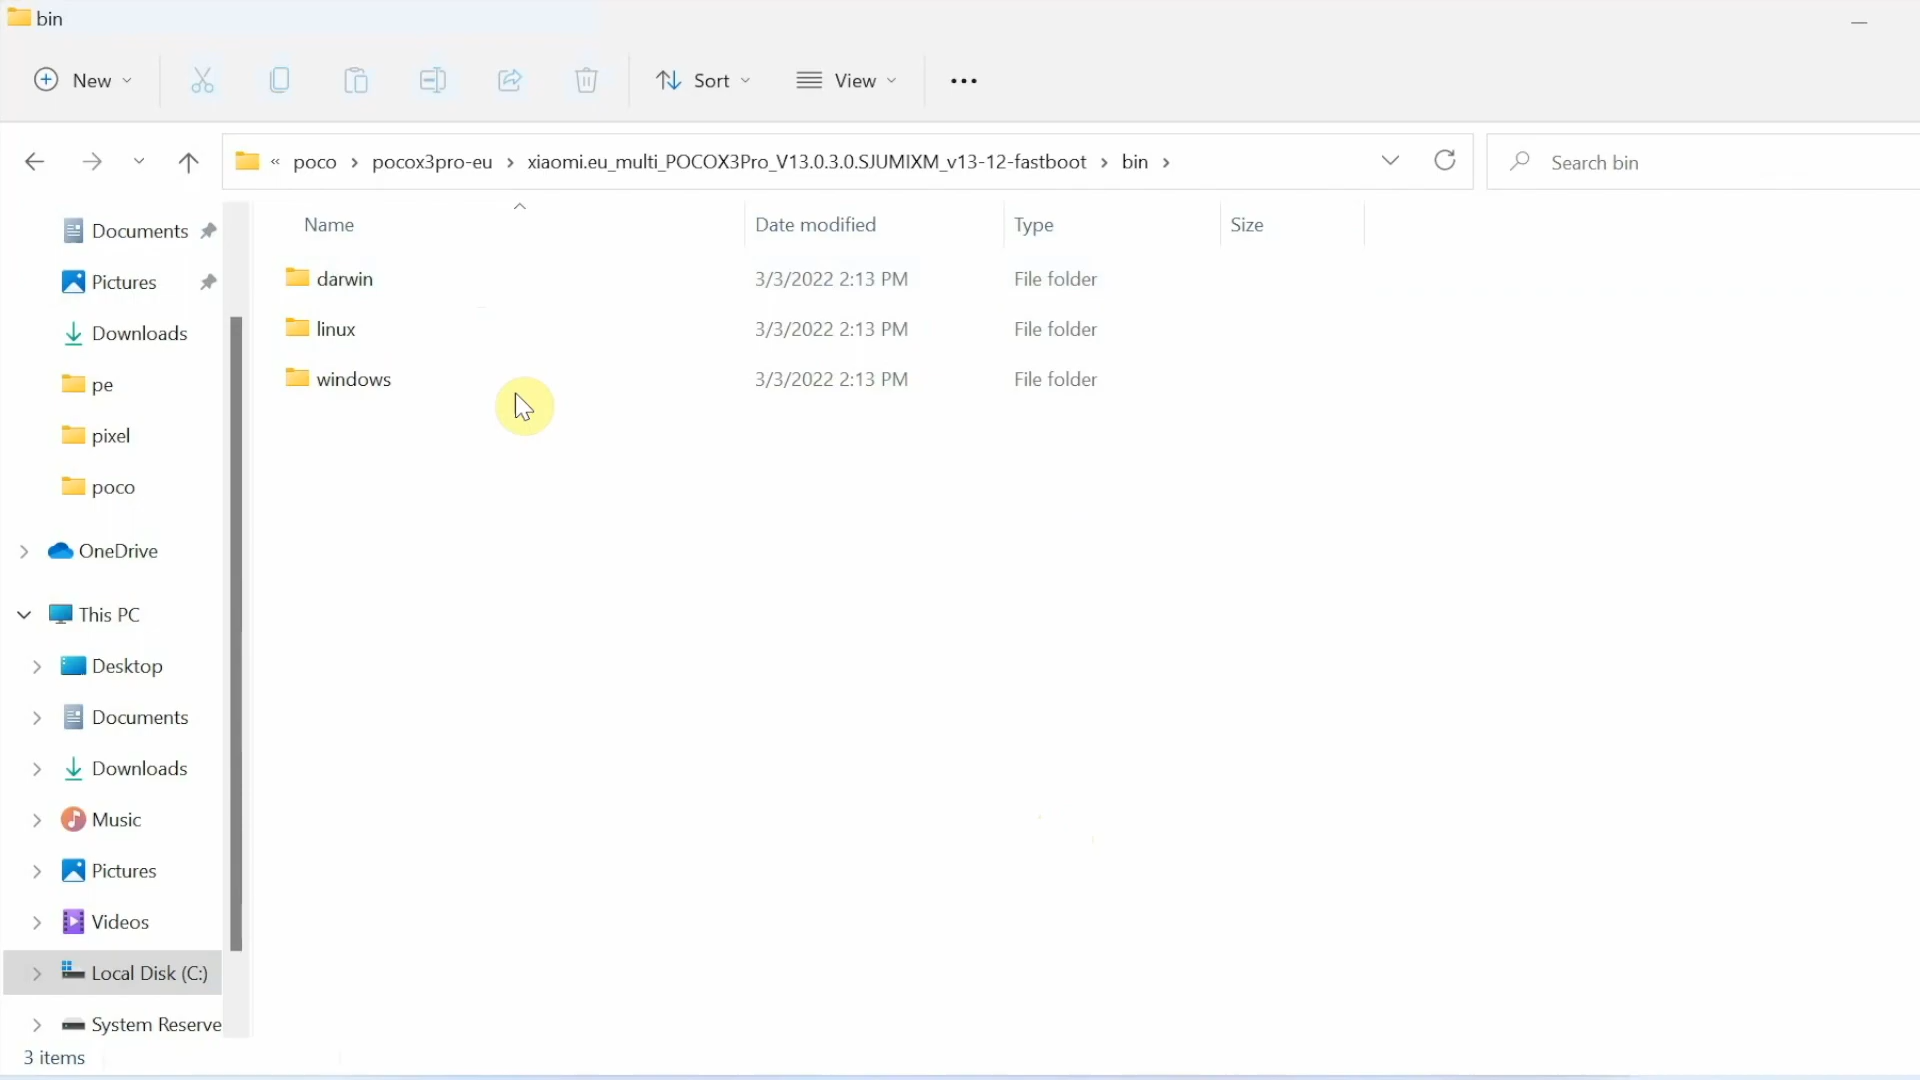 bin
New
Sort
View
« poco › pocox3pro-eu › xiaomi.eu_multi_POCOX3Pro_V13.0.3.0.SJUMIXM_v13-12-fastboot › bin ›
Search bin
Name Date modified Type Size
darwin 3/3/2022 2:13 PM File folder
linux 3/3/2022 2:13 PM File folder
windows 3/3/2022 2:13 PM File folder
Documents
Pictures
Downloads
pe
pixel
poco
OneDrive
This PC
Desktop
Documents
Downloads
Music
Pictures
Videos
Local Disk (C:)
System Reserve
3 items